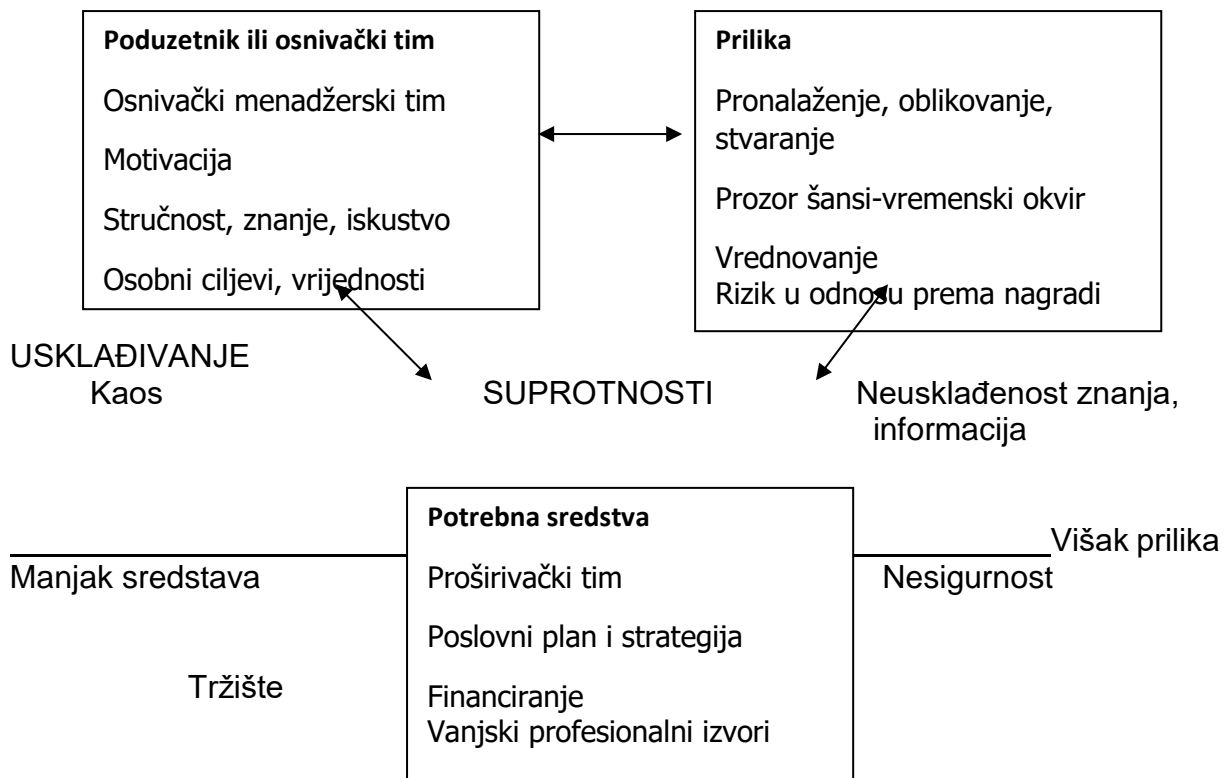 Poduzetnik ili osnivački tim
Osnivački menadžerski tim
Motivacija
Stručnost, znanje, iskustvo
Osobni ciljevi, vrijednosti
Prilika
Pronalaženje, oblikovanje,
stvaranje
Prozor šansi-vremenski okvir
Vrednovanje
Rizik u odnosu prema nagradi
USKLAĐIVANJE
Kaos
SUPROTNOSTI
Neusklađenost znanja,
informacija
Potrebna sredstva
Proširivački tim
Poslovni plan i strategija
Financiranje
Vanjski profesionalni izvori
Višak prilika
Manjak sredstava
Nesigurnost
Tržište